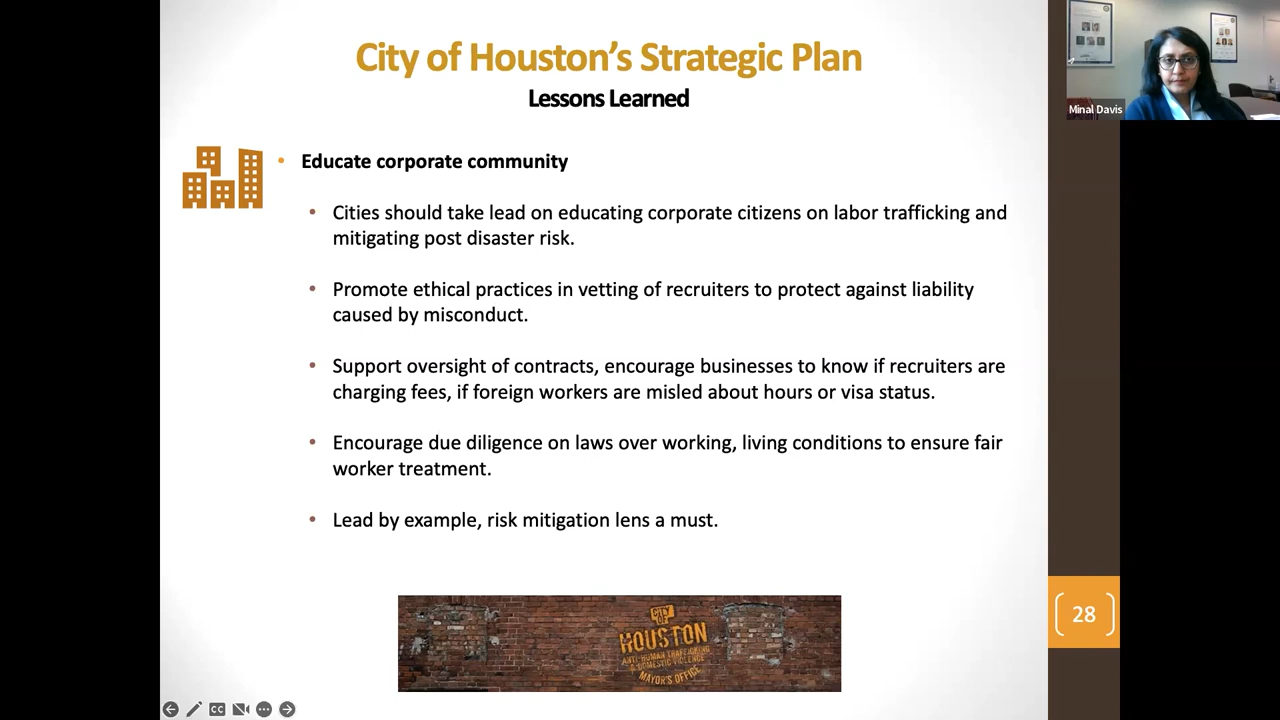 City of Houston’s Strategic Plan
Lessons Learned
Minal Davis
• Educate corporate community
• Cities should take lead on educating corporate citizens on labor trafficking and
mitigating post disaster risk.
• Promote ethical practices in vetting of recruiters to protect against liability
caused by misconduct.
• Support oversight of contracts, encourage businesses to know if recruiters are
charging fees, if foreign workers are misled about hours or visa status.
• Encourage due diligence on laws over working, living conditions to ensure fair
worker treatment.
• Lead by example, risk mitigation lens a must.
CITY
OF
HOUSTON
ANTI-HUMAN TRAFFICKING
& DOMESTIC VIOLENCE
MAYOR'S OFFICE
28
CC